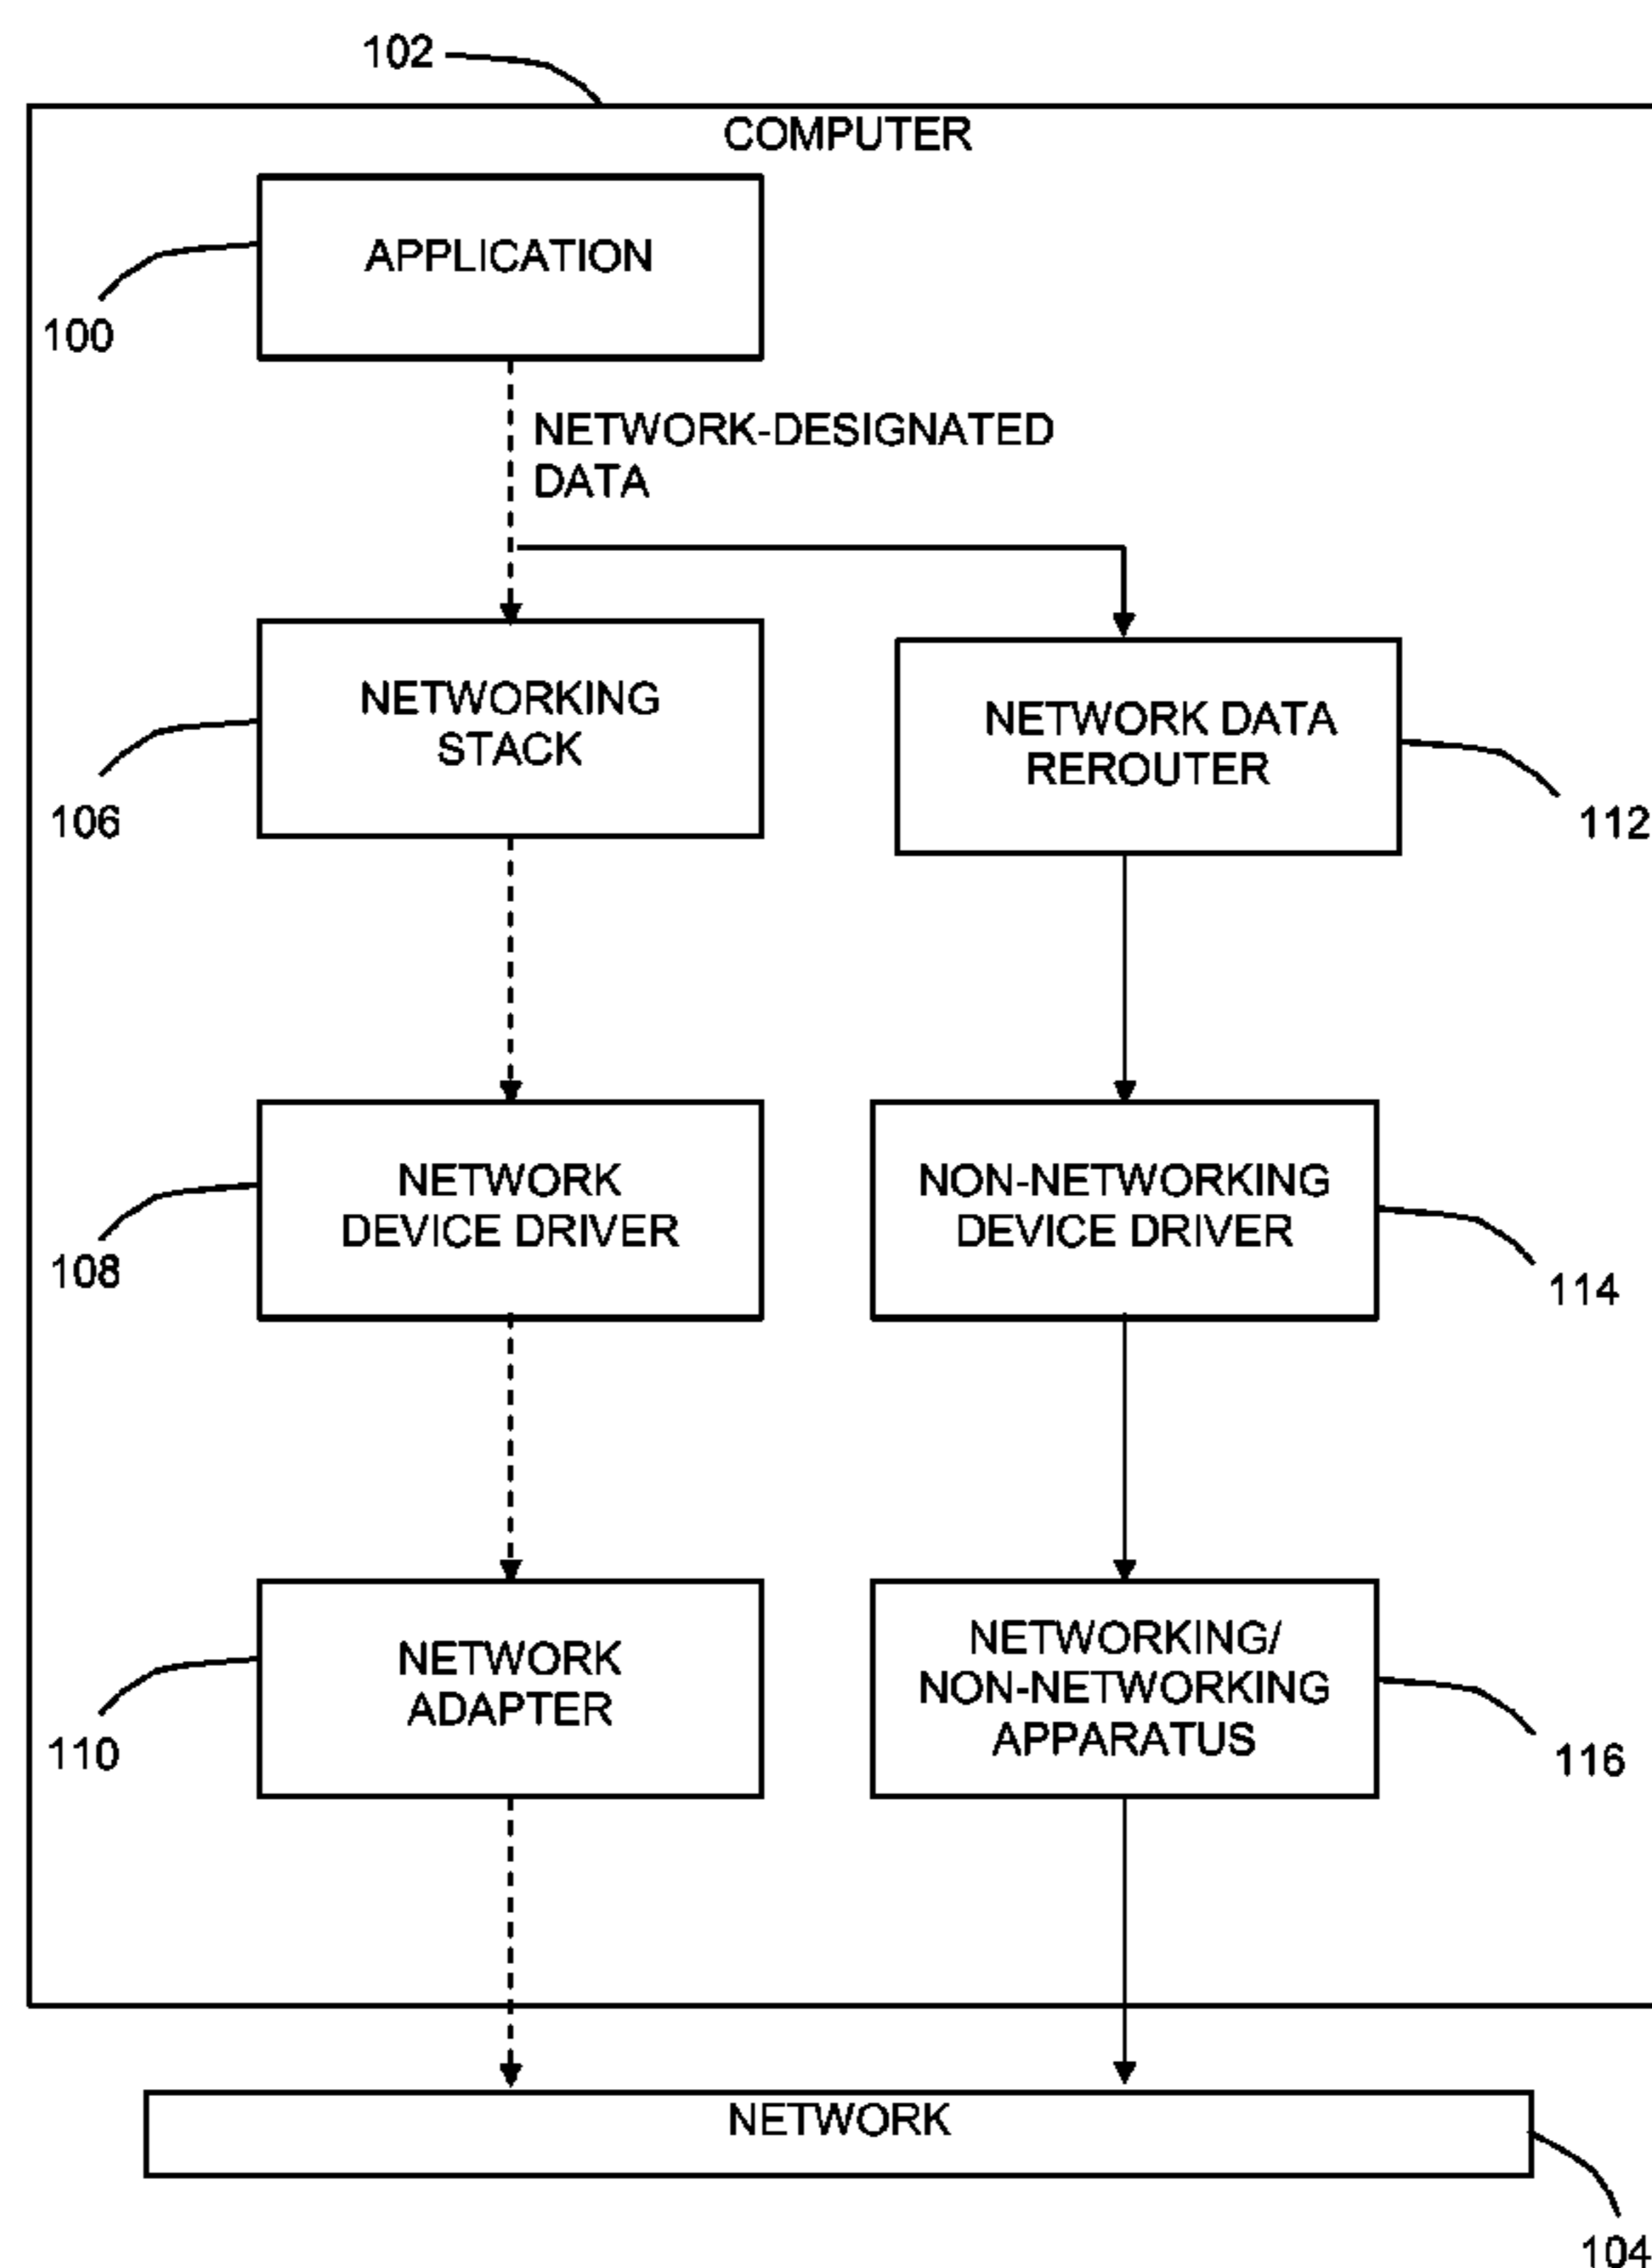 102
COMPUTER
APPLICATION
100
NETWORK-DESIGNATED
DATA
NETWORKING
STACK
106
NETWORK DATA
REROUTER
112
NETWORK
DEVICE DRIVER
108
NON-NETWORKING
DEVICE DRIVER
114
NETWORK
ADAPTER
110
NETWORKING/
NON-NETWORKING
APPARATUS
116
NETWORK
104